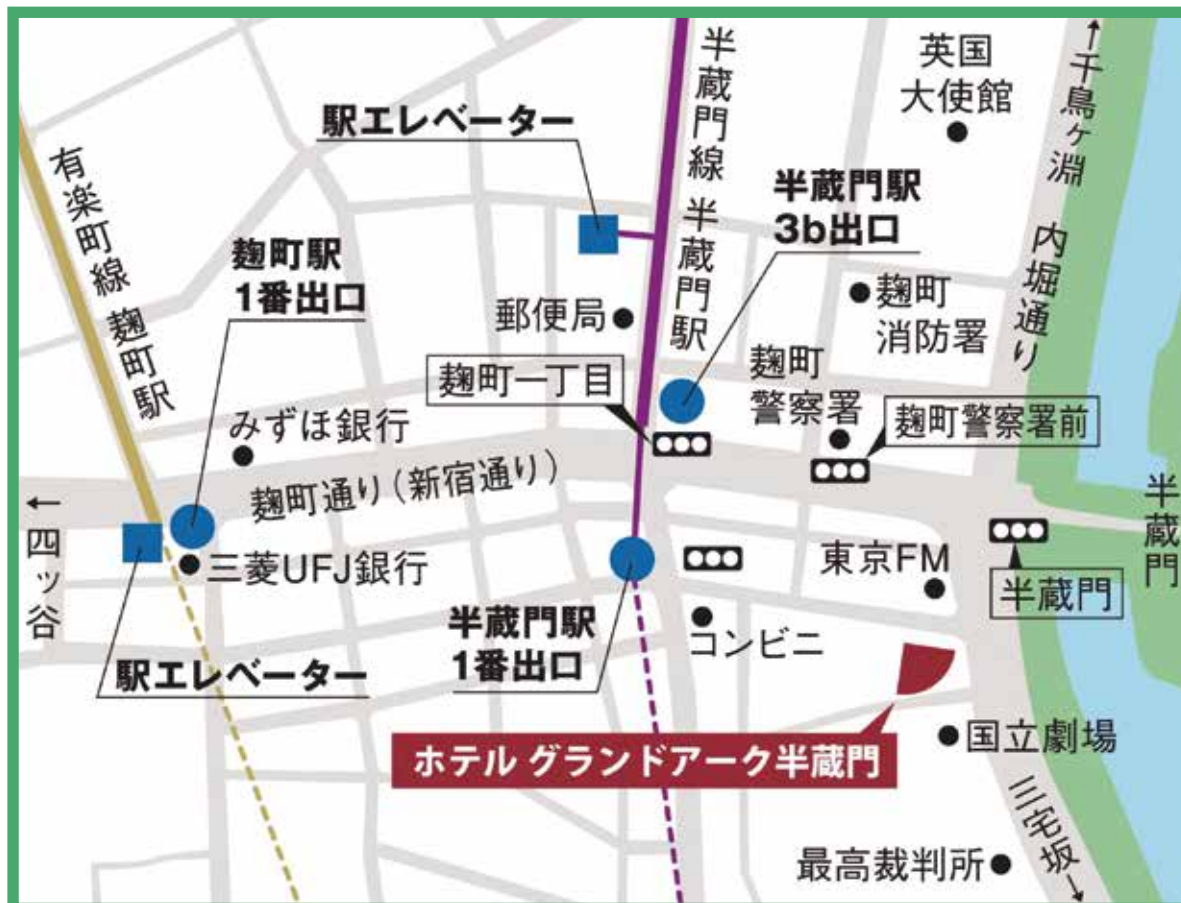 英国
大使館
↑千鳥ヶ淵
内堀通り
半蔵門線
半蔵門駅
駅エレベーター
半蔵門駅
3b出口
有楽町線
麹町駅
麹町駅
1番出口
郵便局
麹町
消防署
麹町一丁目
麹町
警察署
麹町警察署前
みずほ銀行
麹町通り(新宿通り)
←四ッ谷
三菱UFJ銀行
東京FM
半蔵門
半蔵門
半蔵門駅
1番出口
コンビニ
駅エレベーター
ホテル グランドアーク半蔵門
国立劇場
三宅坂→
最高裁判所